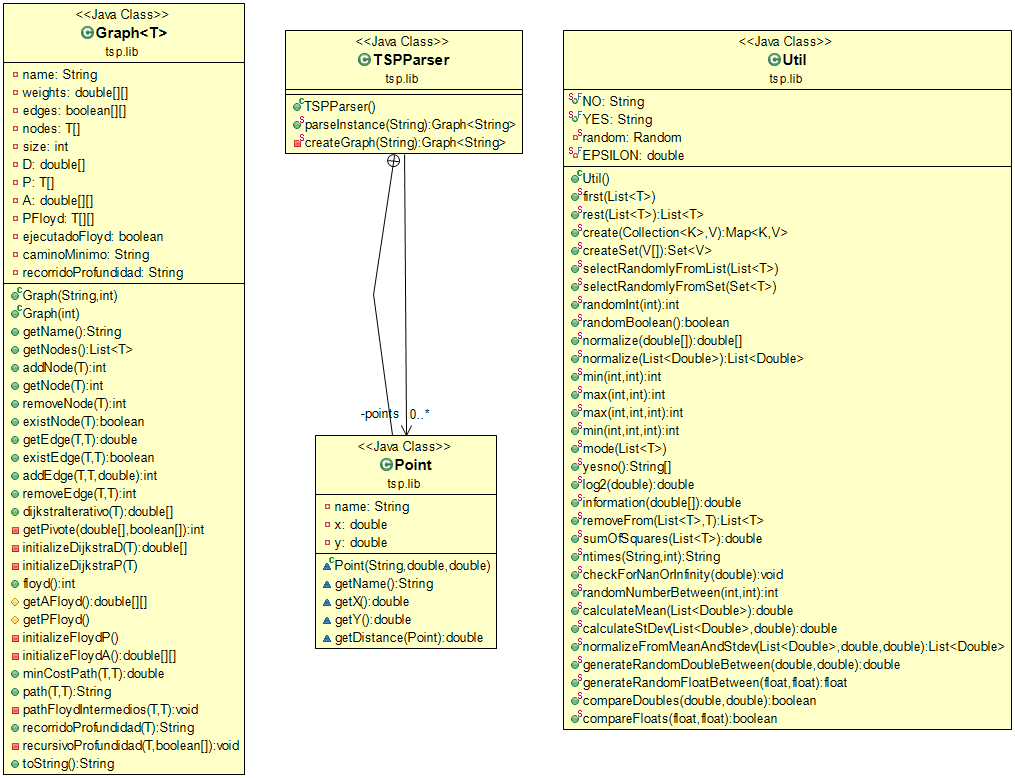 <<Java Class>>
Graph<T>
tsp.lib
name: String
weights: double[][]
edges: boolean[][]
nodes: T[]
size: int
D: double[]
P: T[]
A: double[][]
PFloyd: T[][]
ejecutadoFloyd: boolean
caminoMinimo: String
recorridoProfundidad: String
Graph(String,int)
Graph(int)
getName():String
getNodes():List<T>
addNode(T):int
getNode(T):int
removeNode(T):int
existNode(T):boolean
getEdge(T,T):double
existEdge(T,T):boolean
addEdge(T,T,double):int
removeEdge(T,T):int
dijkstraIterativo(T):double[]
getPivote(double[],boolean[]):int
initializeDijkstraD(T):double[]
initializeDijkstraP(T)
floyd():int
getAFloyd():double[][]
getPFloyd()
initializeFloydP()
initializeFloydA():double[][]
minCostPath(T,T):double
path(T,T):String
pathFloydIntermedios(T,T):void
recorridoProfundidad(T):String
recursivoProfundidad(T,boolean[]):void
toString():String
<<Java Class>>
TSPParser
tsp.lib
TSPParser()
parseInstance(String):Graph<String>
createGraph(String):Graph<String>
-points 0..*
<<Java Class>>
Point
tsp.lib
name: String
x: double
y: double
Point(String,double,double)
getName():String
getX():double
getY():double
getDistance(Point):double
<<Java Class>>
Util
tsp.lib
NO: String
YES: String
random: Random
EPSILON: double
Util()
first(List<T>)
rest(List<T>):List<T>
create(Collection<K>,V):Map<K,V>
createSet(V[]):Set<V>
selectRandomlyFromList(List<T>)
selectRandomlyFromSet(Set<T>)
randomInt(int):int
randomBoolean():boolean
normalize(double[]):double[]
normalize(List<Double>):List<Double>
min(int,int):int
max(int,int):int
max(int,int,int):int
min(int,int,int):int
mode(List<T>)
yesno():String[]
log2(double):double
information(double[]):double
removeFrom(List<T>,T):List<T>
sumOfSquares(List<T>):double
ntimes(String,int):String
checkForNanOrInfinity(double):void
randomNumberBetween(int,int):int
calculateMean(List<Double>):double
calculateStDev(List<Double>,double):double
normalizeFromMeanAndStdev(List<Double>,double,double):List<Double>
generateRandomDoubleBetween(double,double):double
generateRandomFloatBetween(float,float):float
compareDoubles(double,double):boolean
compareFloats(float,float):boolean